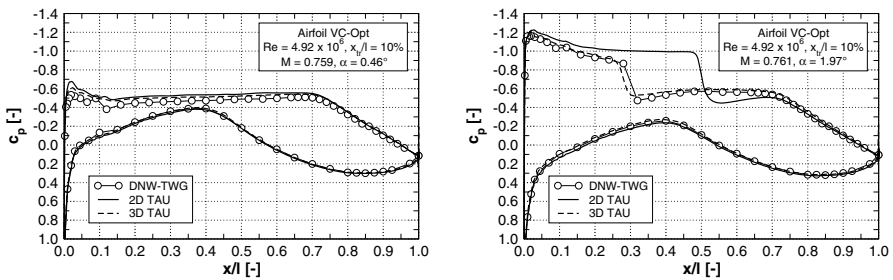 -1.4
-1.2
-1.0
-0.8
-0.6
-0.4
-0.2
0.0
0.2
0.4
0.6
0.8
1.0
cp [-]
Airfoil VC-Opt
Re = 4.92 x 10^6, xtr/l = 10%
M = 0.759, α = 0.46°
DNW-TWG
2D TAU
3D TAU
0.0 0.1 0.2 0.3 0.4 0.5 0.6 0.7 0.8 0.9 1.0
x/l [-]
-1.4
-1.2
-1.0
-0.8
-0.6
-0.4
-0.2
0.0
0.2
0.4
0.6
0.8
1.0
cp [-]
Airfoil VC-Opt
Re = 4.92 x 10^6, xtr/l = 10%
M = 0.761, α = 1.97°
DNW-TWG
2D TAU
3D TAU
0.0 0.1 0.2 0.3 0.4 0.5 0.6 0.7 0.8 0.9 1.0
x/l [-]